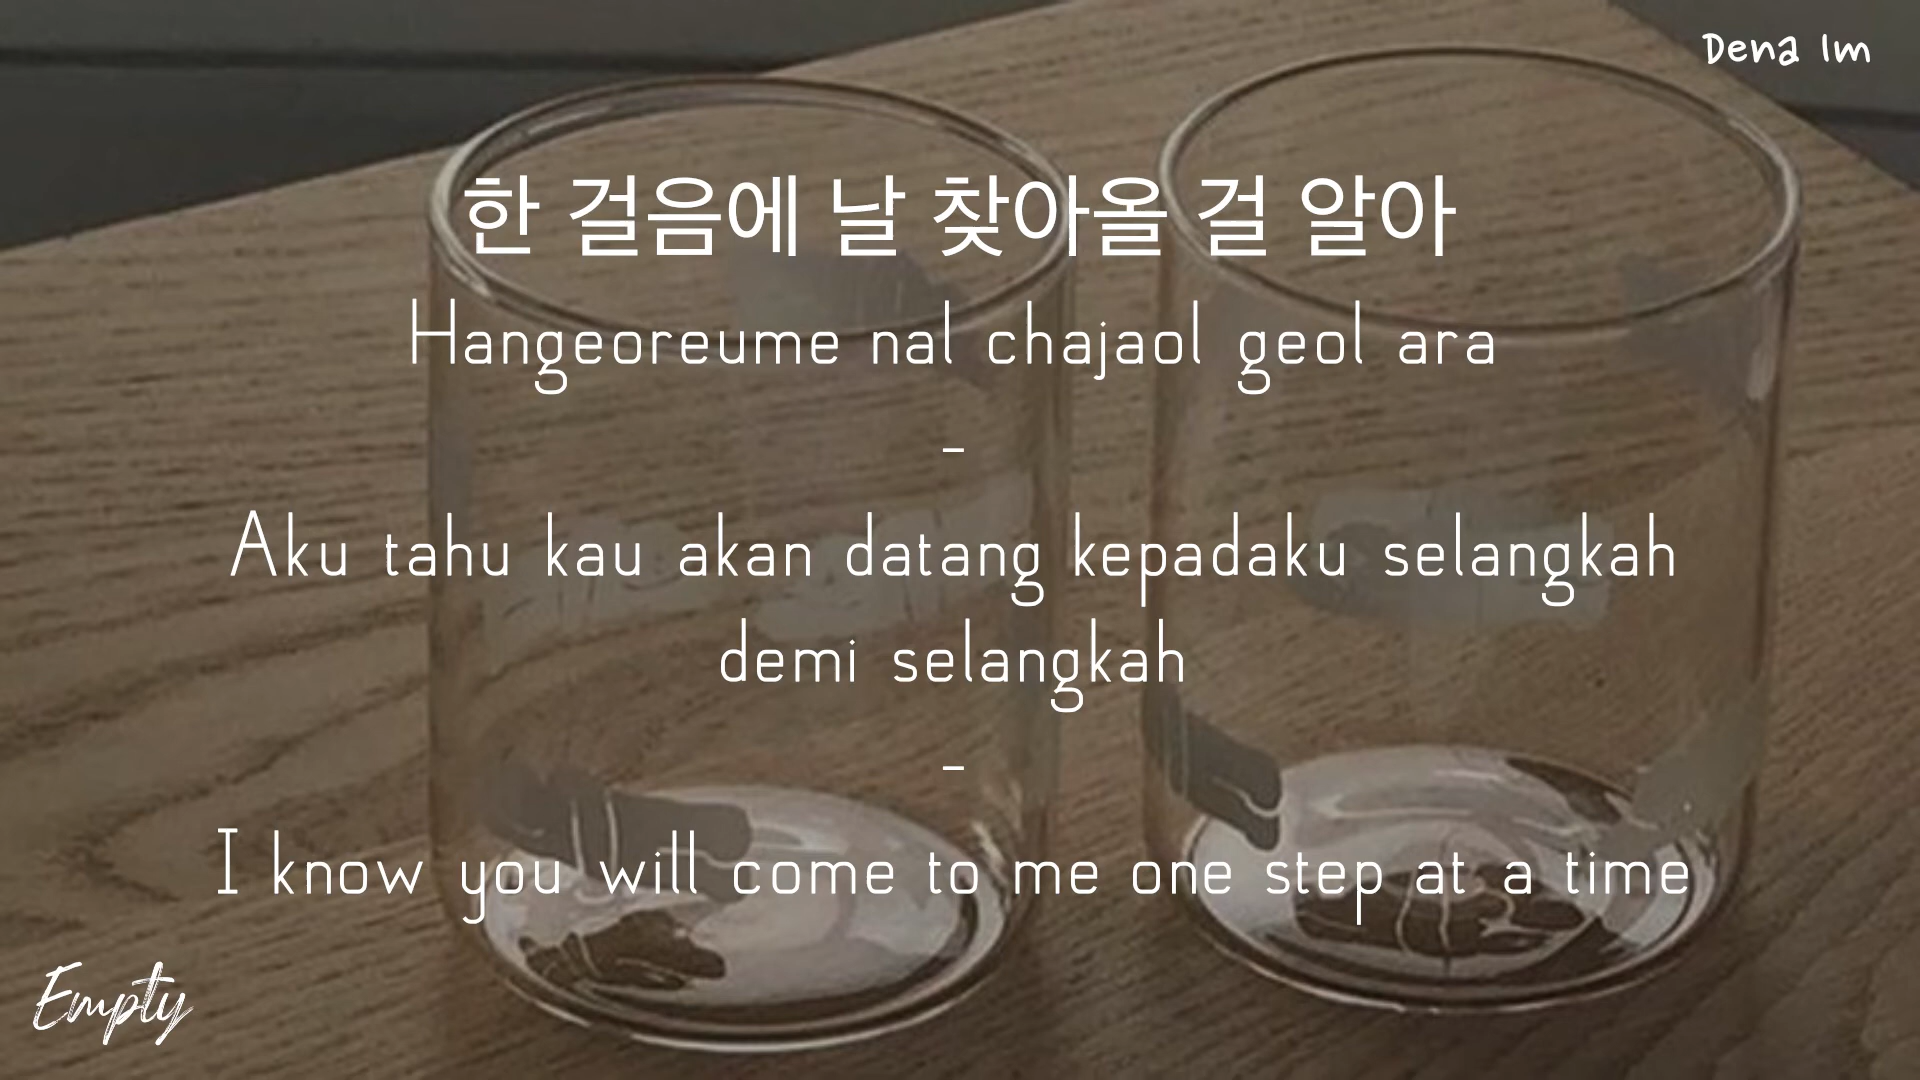 Dena Im
한 걸음에 날 찾아올 걸 알아
Hangeoreume nal chajaol geol ara
-
Aku tahu kau akan datang kepadaku selangkah
demi selangkah
-
I know you will come to me one step at a time
Empty